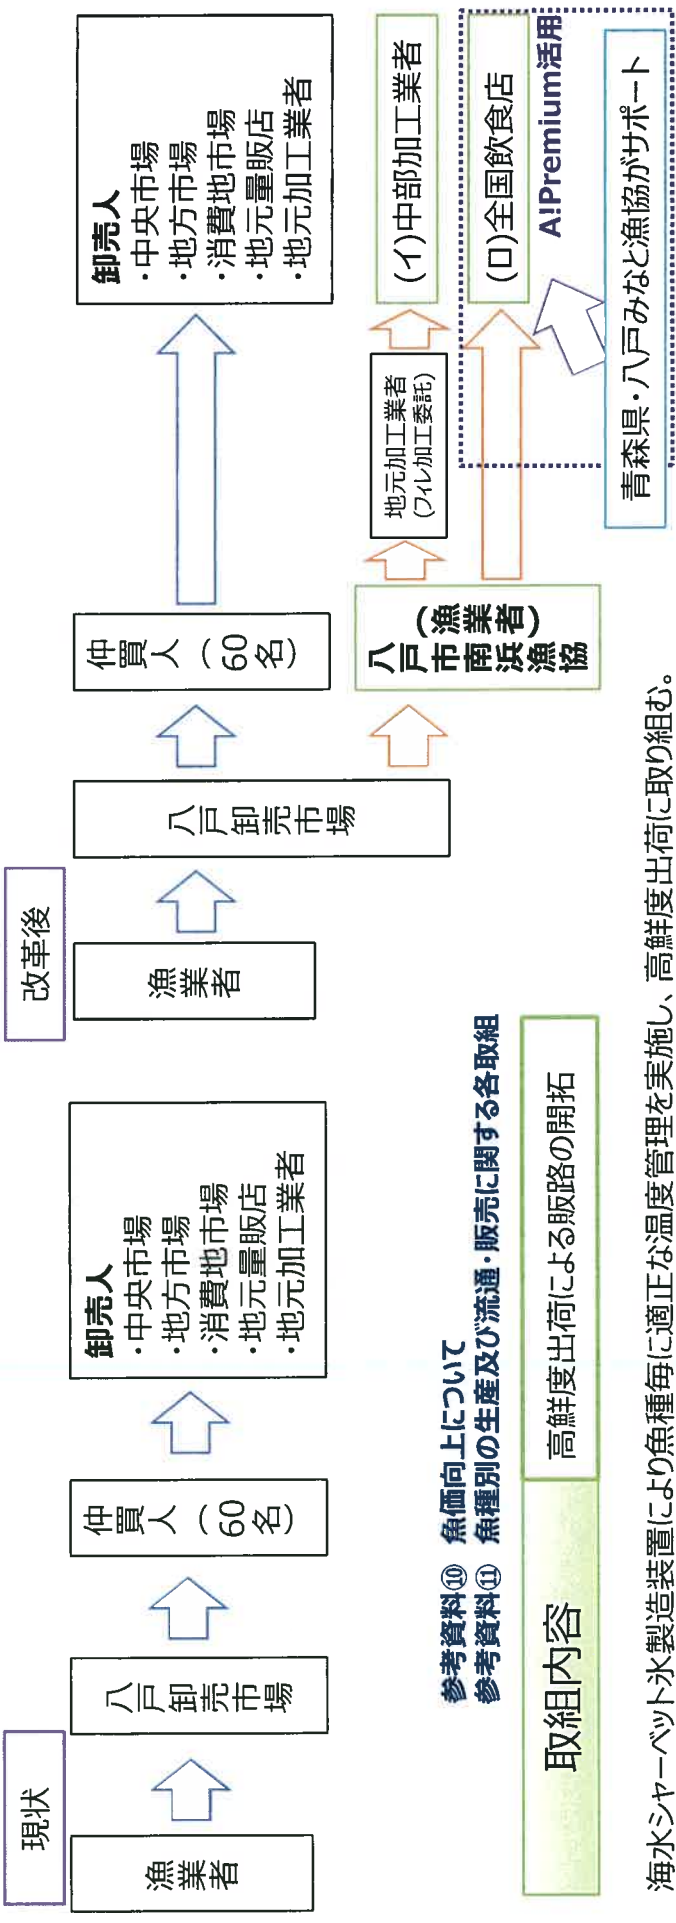 現状
漁業者
八戸卸売市場
仲買人(60名)
卸売人
・中央市場
・地方市場
・消費地市場
・地元量販店
・地元加工業者
改革後
漁業者
八戸卸売市場
仲買人(60名)
卸売人
・中央市場
・地方市場
・消費地市場
・地元量販店
・地元加工業者
(漁業者)
八戸市南浜漁協
地元加工業者
(フィレ加工委託)
(イ)中部加工業者
(ロ)全国飲食店
A!Premium活用
青森県・八戸みなと漁協がサポート
参考資料⑩ 魚価向上について
参考資料⑪ 魚種別の生産及び流通・販売に関する各取組
取組内容
高鮮度出荷による販路の開拓
海水シャーベット氷製造装置により魚種毎に適正な温度管理を実施し、高鮮度出荷に取り組む。